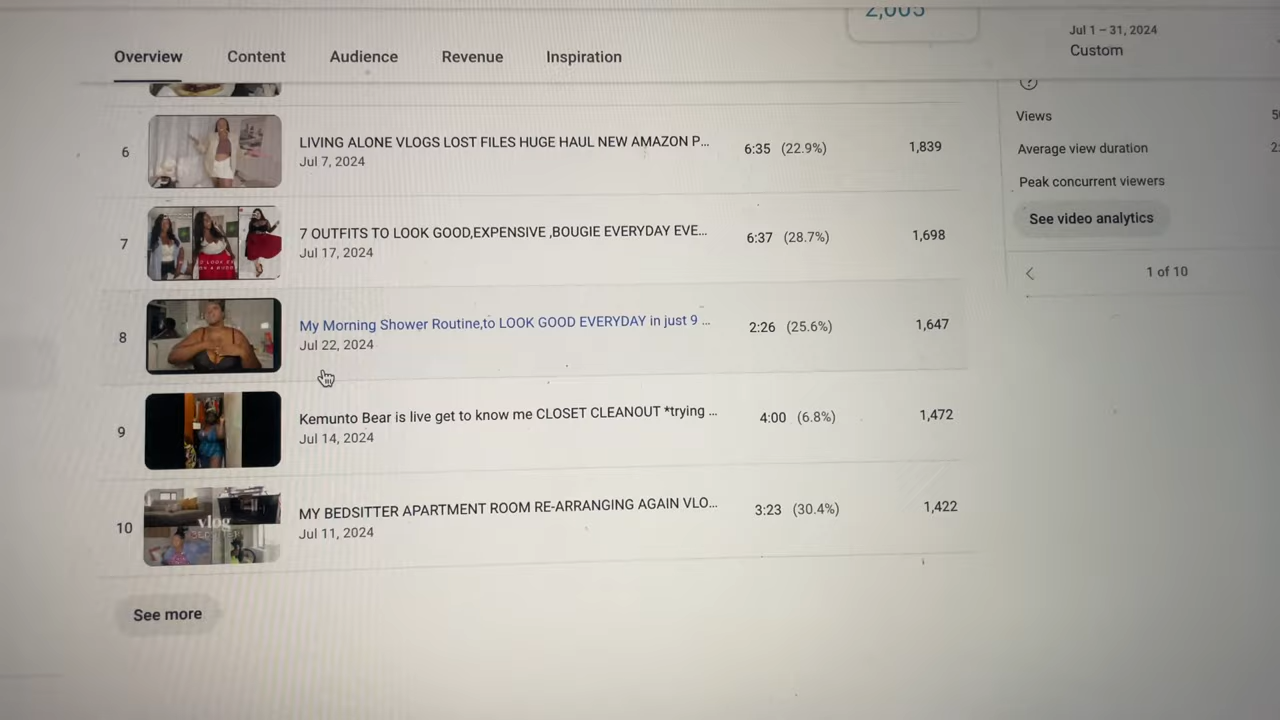 2,005
Jul 1 – 31, 2024
Custom
Overview Content Audience Revenue Inspiration
6 LIVING ALONE VLOGS LOST FILES HUGE HAUL NEW AMAZON P... 6:35 (22.9%) 1,839
Jul 7, 2024
7 7 OUTFITS TO LOOK GOOD,EXPENSIVE ,BOUGIE EVERYDAY EVE... 6:37 (28.7%) 1,698
Jul 17, 2024
8 My Morning Shower Routine,to LOOK GOOD EVERYDAY in just 9 ... 2:26 (25.6%) 1,647
Jul 22, 2024
9 Kemunto Bear is live get to know me CLOSET CLEANOUT *trying ... 4:00 (6.8%) 1,472
Jul 14, 2024
vlog
10 MY BEDSITTER APARTMENT ROOM RE-ARRANGING AGAIN VLO... 3:23 (30.4%) 1,422
Jul 11, 2024
See more
Views
Average view duration
Peak concurrent viewers
See video analytics
1 of 10